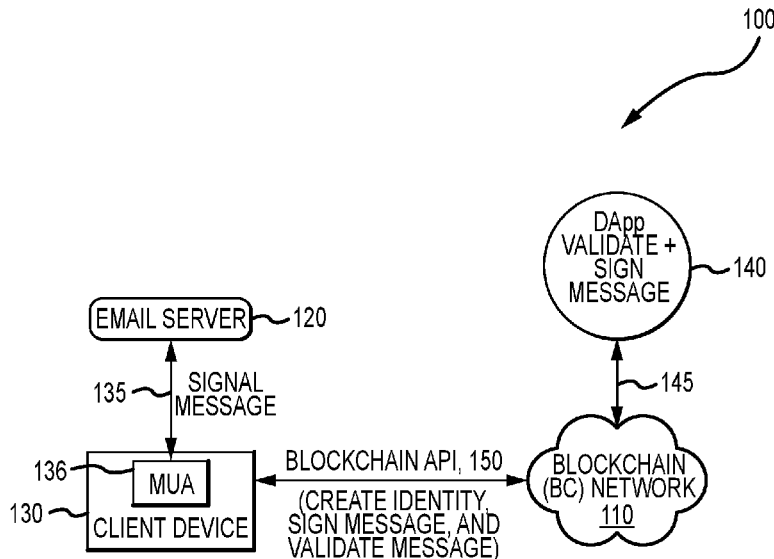 100
DApp
VALIDATE +
SIGN
MESSAGE
140
EMAIL SERVER
120
135
SIGNAL
MESSAGE
145
136
MUA
130
CLIENT DEVICE
BLOCKCHAIN API, 150
(CREATE IDENTITY,
SIGN MESSAGE, AND
VALIDATE MESSAGE)
BLOCKCHAIN
(BC) NETWORK
110